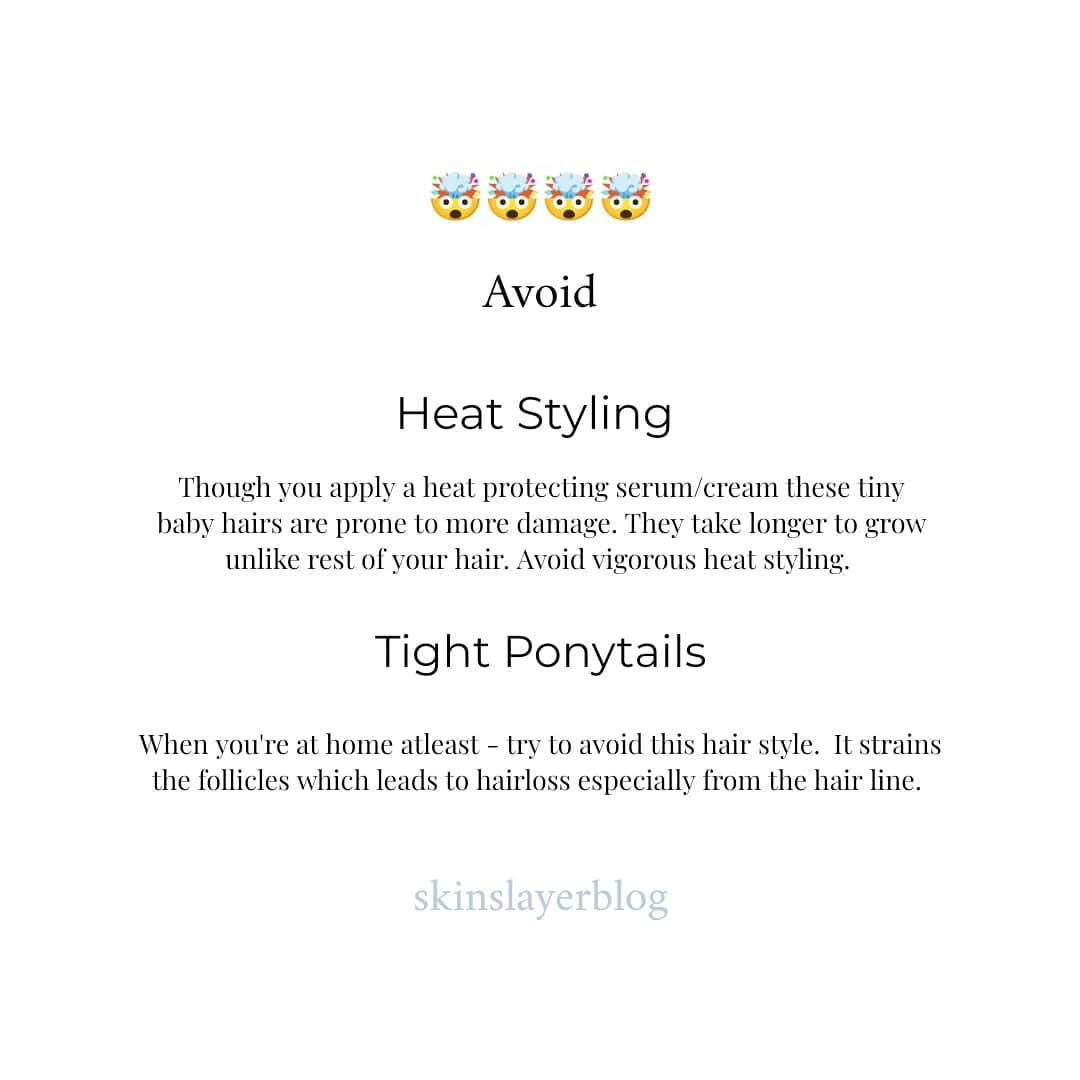 🤯🤯🤯🤯
Avoid
Heat Styling
Though you apply a heat protecting serum/cream these tiny
baby hairs are prone to more damage. They take longer to grow
unlike rest of your hair. Avoid vigorous heat styling.
Tight Ponytails
When you're at home atleast - try to avoid this hair style.  It strains
the follicles which leads to hairloss especially from the hair line.
skinslayerblog